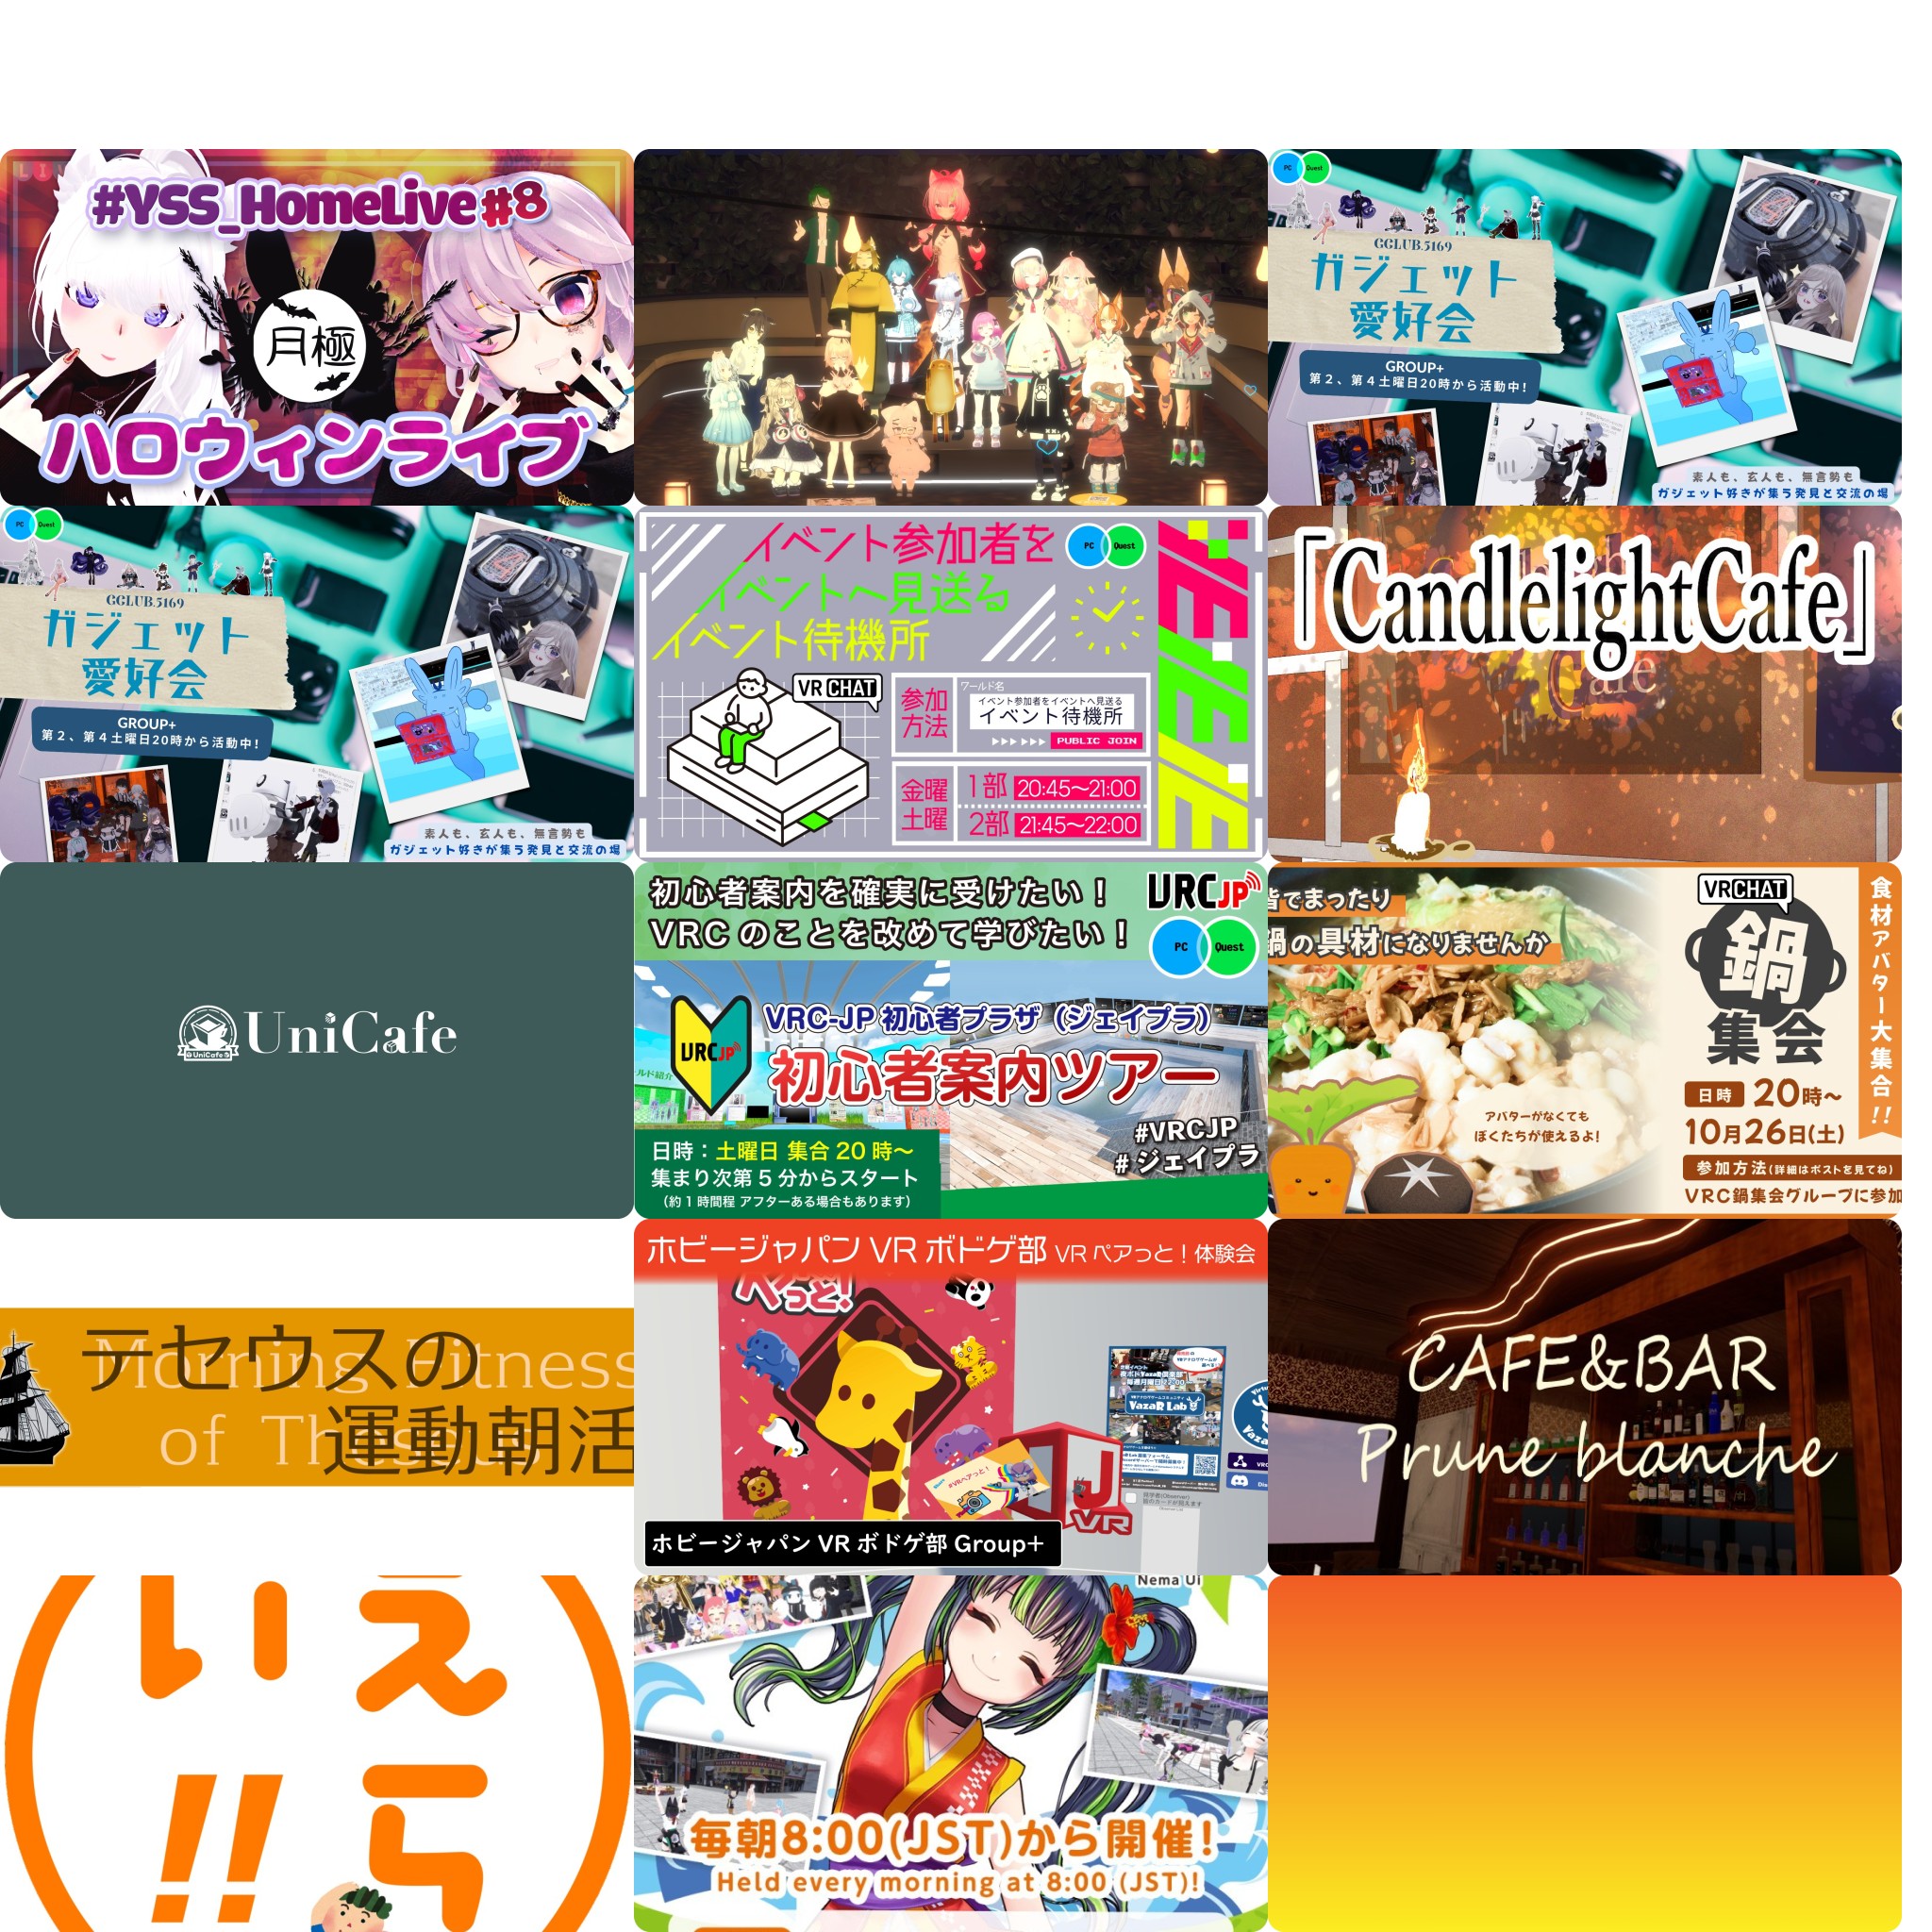 #YSS_HomeLive#8
月極
ハロウィンライブ
PC Quest
GGLUB.5169
ガジェット
愛好会
GROUP+
第2、第4土曜日20時から活動中!
素人も、玄人も、無言勢も
ガジェット好きが集う発見と交流の場
PC Quest
GGLUB.5169
ガジェット
愛好会
GROUP+
第2、第4土曜日20時から活動中!
素人も、玄人も、無言勢も
ガジェット好きが集う発見と交流の場
イベント参加者を
イベントへ見送る
イベント待機所
PC Quest
VRCHAT
参加
方法
ワールド名
イベント参加者をイベントへ見送る
イベント待機所
PUBLIC JOIN
金曜
土曜
1部 20:45〜21:00
2部 21:45〜22:00
「CandlelightCafe」
Cafe
UniCafe
UniCafe
初心者案内を確実に受けたい!
VRCのことを改めて学びたい!
VRCJP
PC Quest
VRC-JP 初心者プラザ(ジェイプラ)
VRCJP
初心者案内ツアー
#VRCJP
#ジェイプラ
日時:土曜日 集合20時〜
集まり次第5分からスタート
(約1時間程 アフターある場合もあります)
皆でまったり
鍋の具材になりませんか
VRCHAT
鍋
集会
食材アバター大集合!!
日時 20時〜
10月26日(土)
アバターがなくても
ぼくたちが使えるよ!
参加方法(詳細はポストを見てね)
VRC鍋集会グループに参加
テセウスの
運動朝活
Morning Fitness
of Theseus
ホビージャパンVRボドゲ部 VRペアっと!体験会
VazaR Lab
#VRペアっと!
J
VR
ホビージャパンVRボドゲ部 Group+
CAFE&BAR
Prune blanche
えら
い!!
Nema Ui
毎朝8:00(JST)から開催!
Held every morning at 8:00 (JST)!